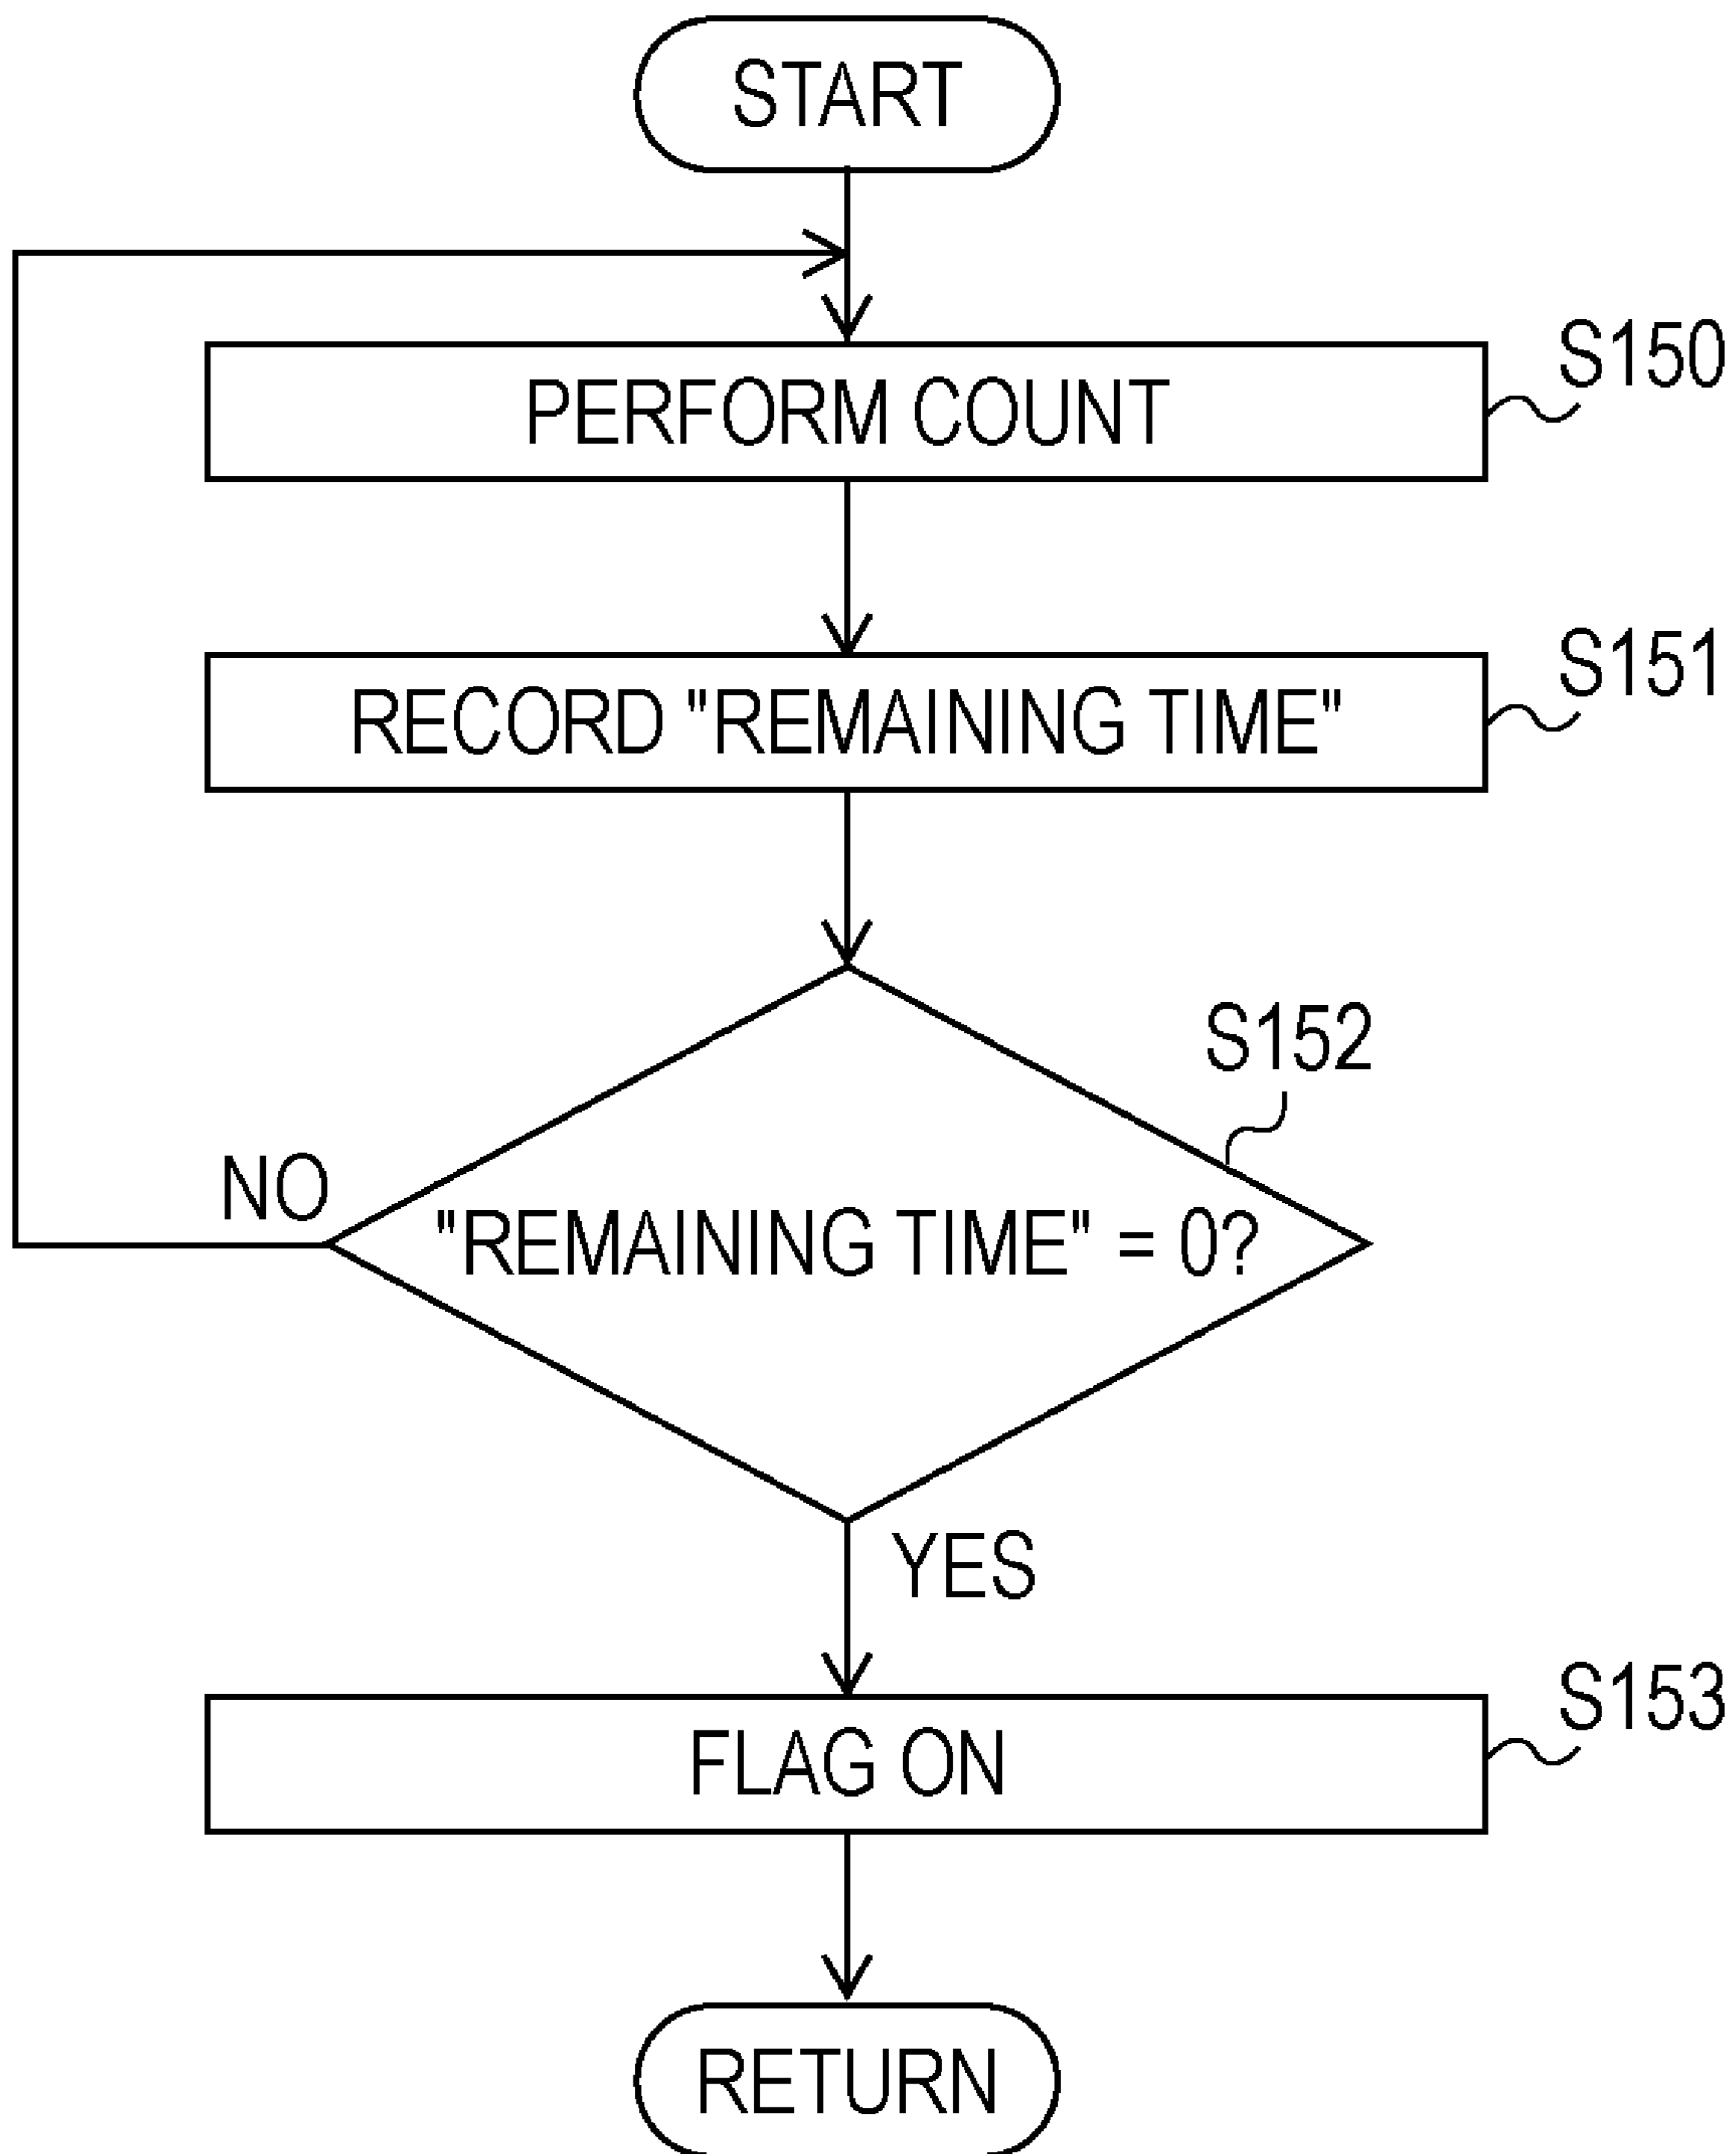 START
PERFORM COUNT
S150
RECORD "REMAINING TIME"
S151
S152
NO
"REMAINING TIME" = 0?
YES
FLAG ON
S153
RETURN